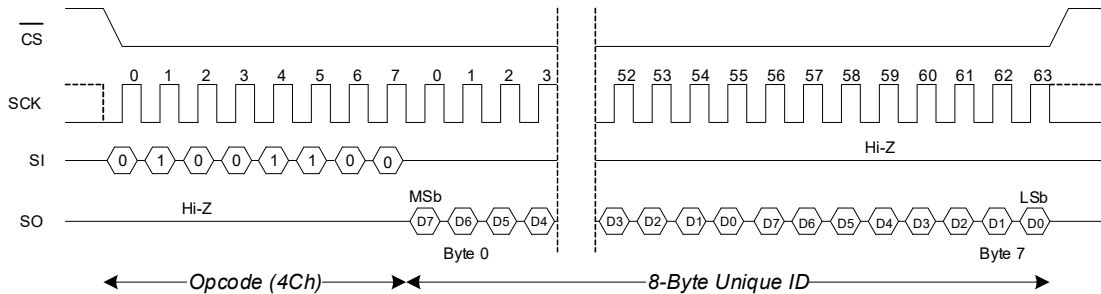 CS
0 1 2 3 4 5 6 7 0 1 2 3 52 53 54 55 56 57 58 59 60 61 62 63
SCK
Hi-Z
SI 0 1 0 0 1 1 0 0
MSb LSb
Hi-Z
SO D7 D6 D5 D4 D3 D2 D1 D0 D7 D6 D5 D4 D3 D2 D1 D0
Byte 0 Byte 7
Opcode (4Ch) 8-Byte Unique ID